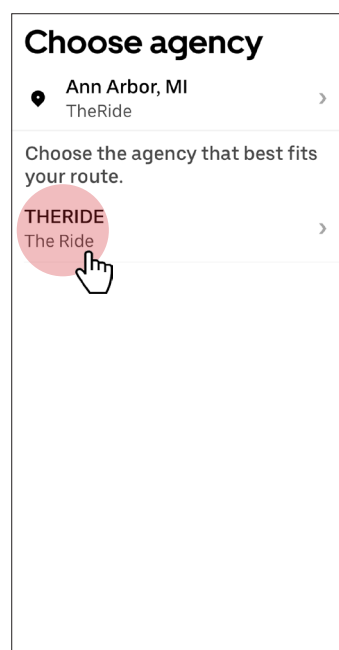 Choose agency
Ann Arbor, MI
TheRide
Choose the agency that best fits
your route.
THERIDE
The Ride